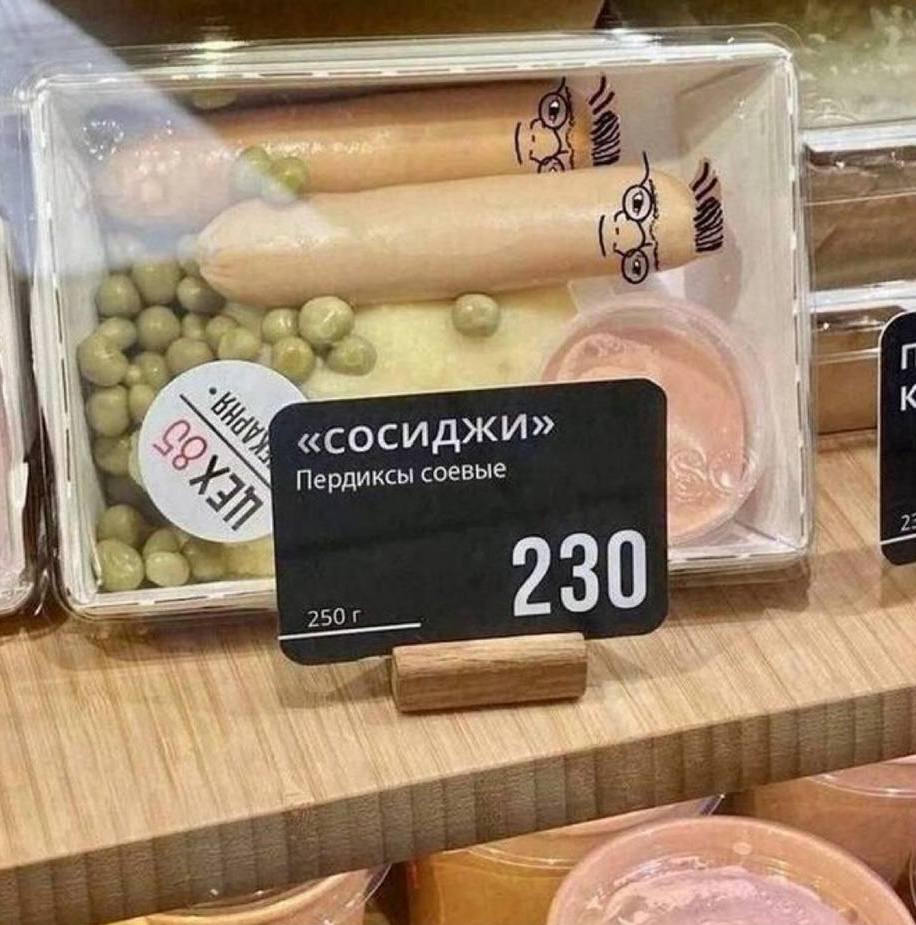 «СОСИДЖИ»
Пердиксы соевые
230
250 г
ЦЕХ 85